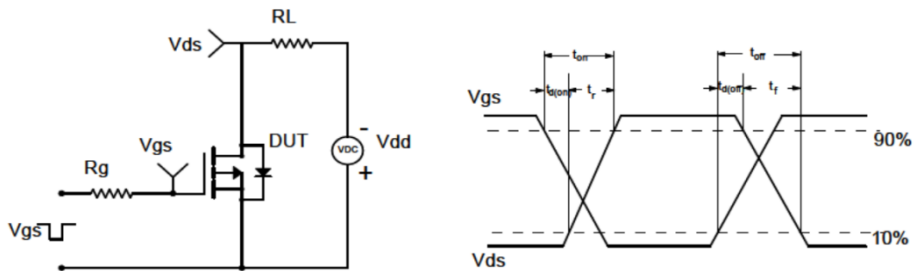 RL
Vds
Vgs
DUT
VDC
-
+
Vdd
Rg
Vgs
ton
toff
td(on)
tr
td(off)
tf
Vgs
90%
10%
Vds